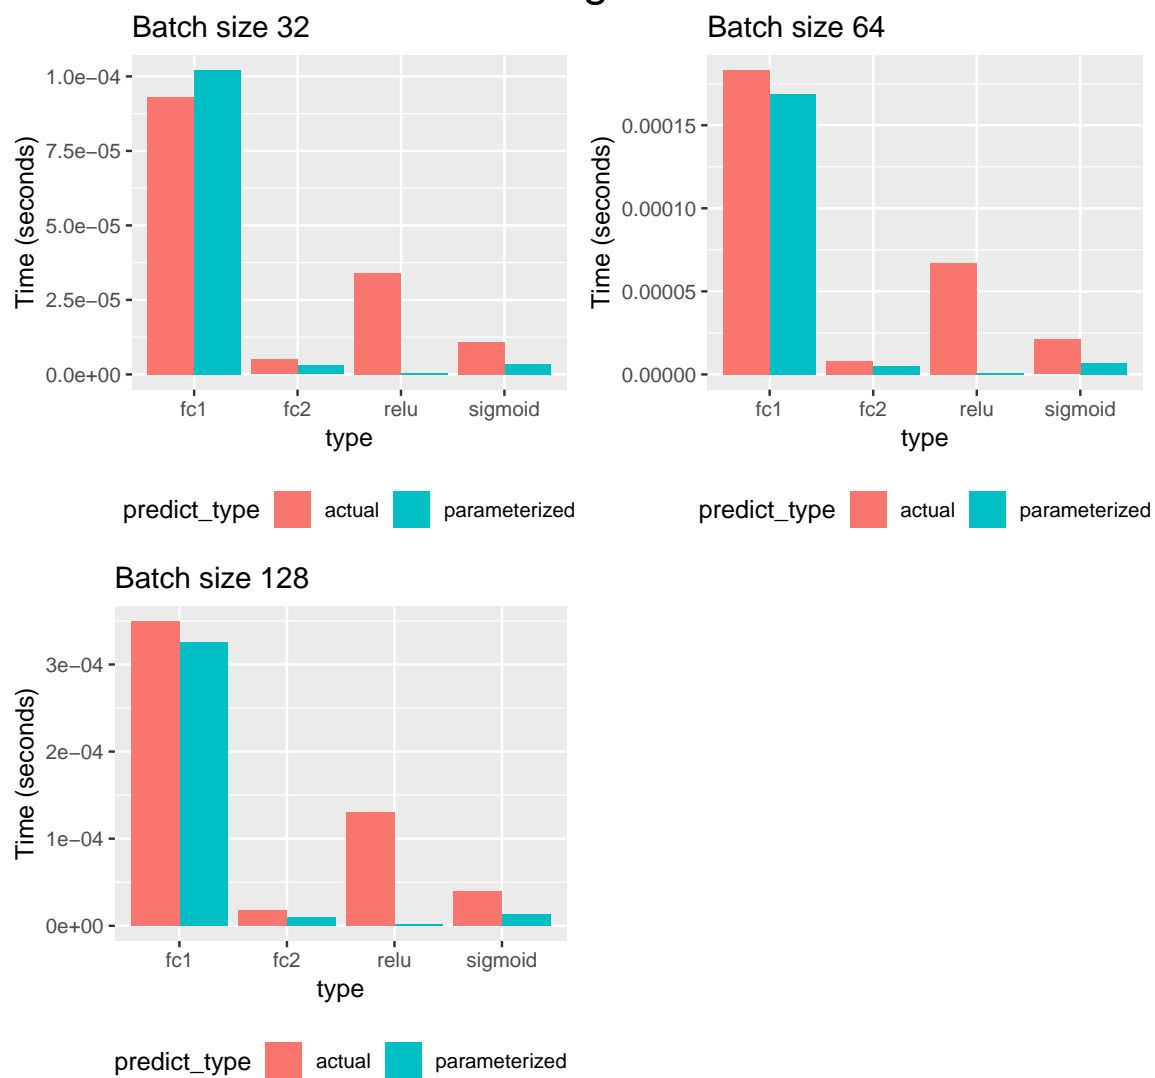 Batch size 32
Time (seconds)
1.0e−04
7.5e−05
5.0e−05
2.5e−05
0.0e+00
fc1 fc2 relu sigmoid
type
predict_type actual parameterized
Batch size 64
Time (seconds)
0.00015
0.00010
0.00005
0.00000
fc1 fc2 relu sigmoid
type
predict_type actual parameterized
Batch size 128
Time (seconds)
3e−04
2e−04
1e−04
0e+00
fc1 fc2 relu sigmoid
type
predict_type actual parameterized